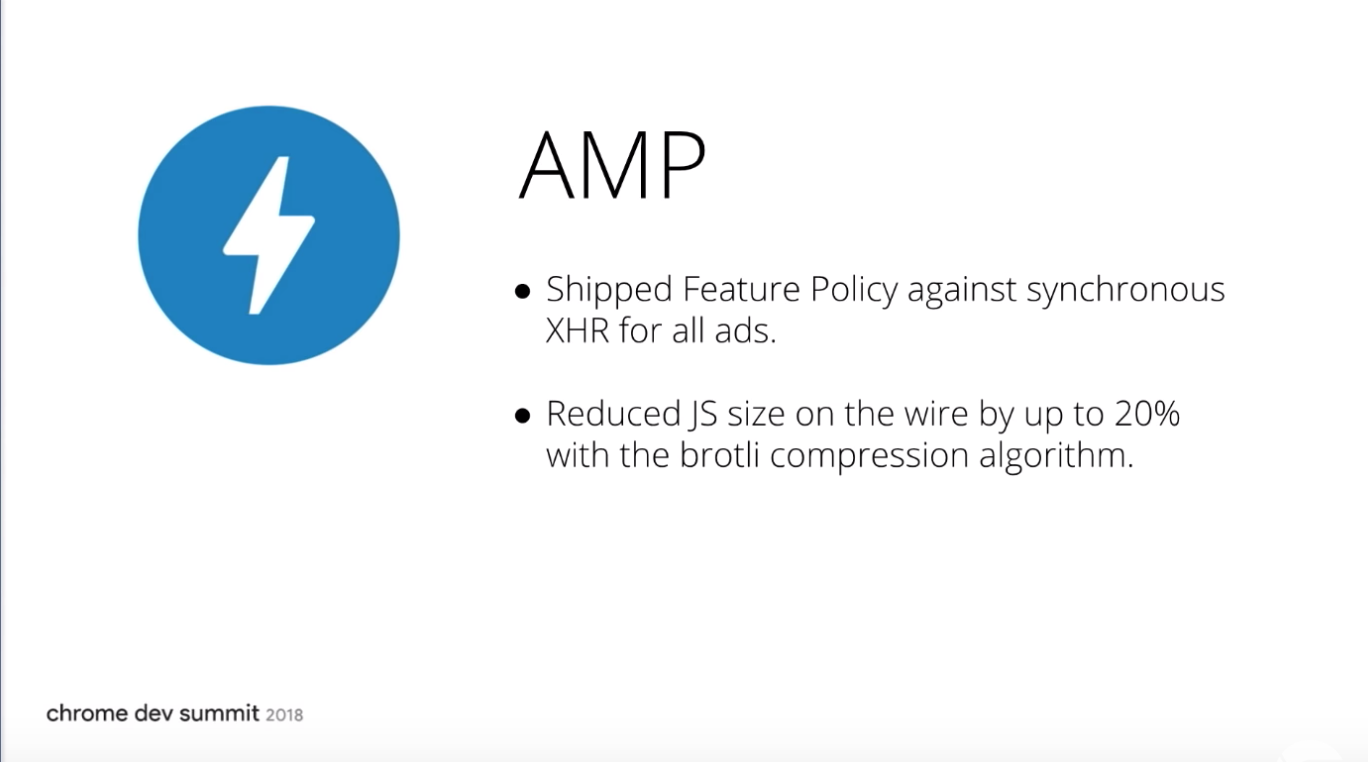 AMP
● Shipped Feature Policy against synchronous
XHR for all ads.
● Reduced JS size on the wire by up to 20%
with the brotli compression algorithm.
chrome dev summit 2018